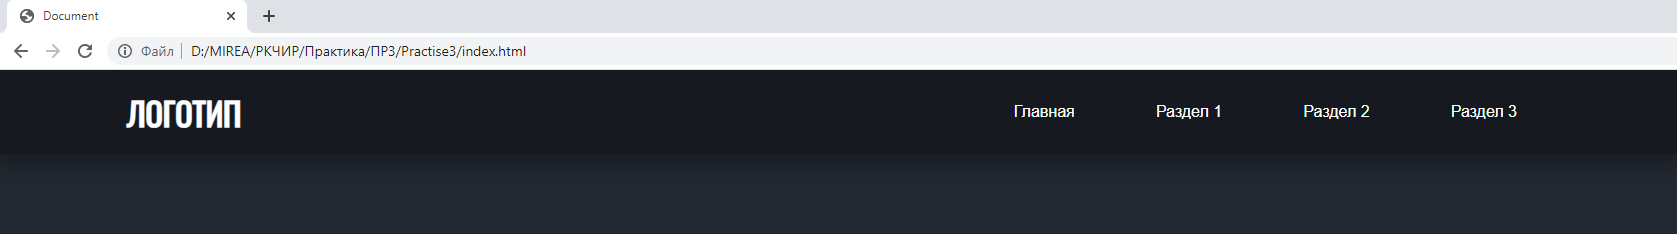 Document
Файл D:/MIREA/РКЧИР/Практика/ПР3/Practise3/index.html
ЛОГОТИП Главная Раздел 1 Раздел 2 Раздел 3